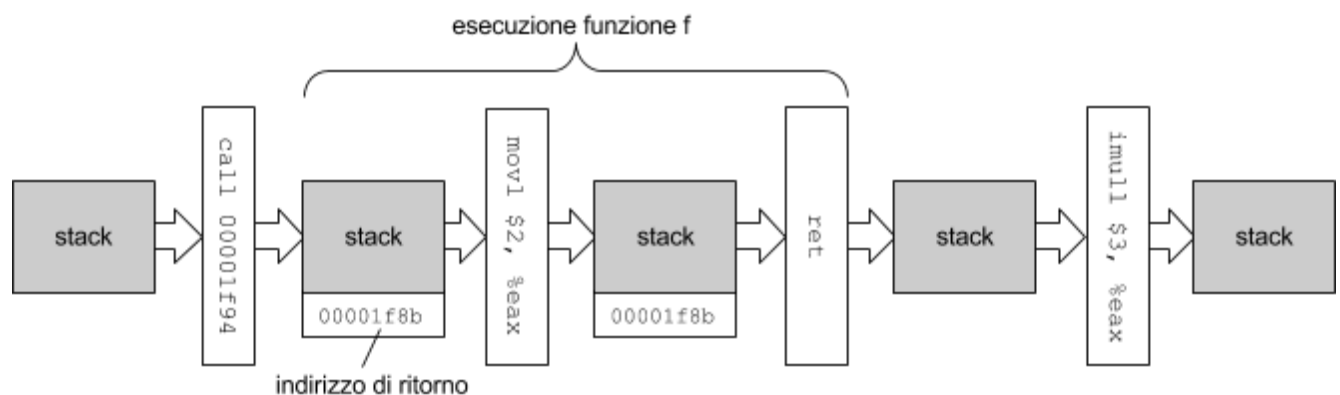 esecuzione funzione f
stack
call 00001f94
stack
00001f8b
indirizzo di ritorno
movl $2, %eax
stack
00001f8b
ret
stack
imull $3, %eax
stack